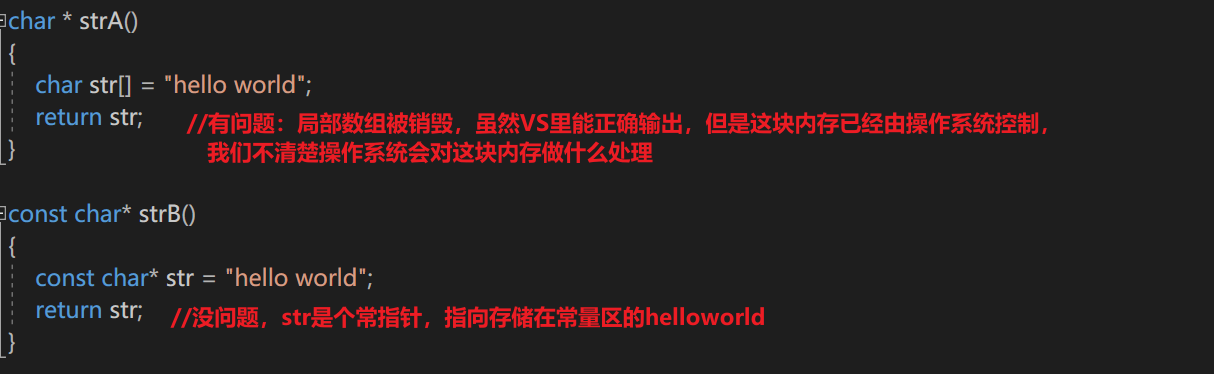 char * strA()
{
char str[] = "hello world";
return str; //有问题：局部数组被销毁，虽然VS里能正确输出，但是这块内存已经由操作系统控制，
我们不清楚操作系统会对这块内存做什么处理
}
const char* strB()
{
const char* str = "hello world";
return str; //没问题，str是个常指针，指向存储在常量区的helloworld
}